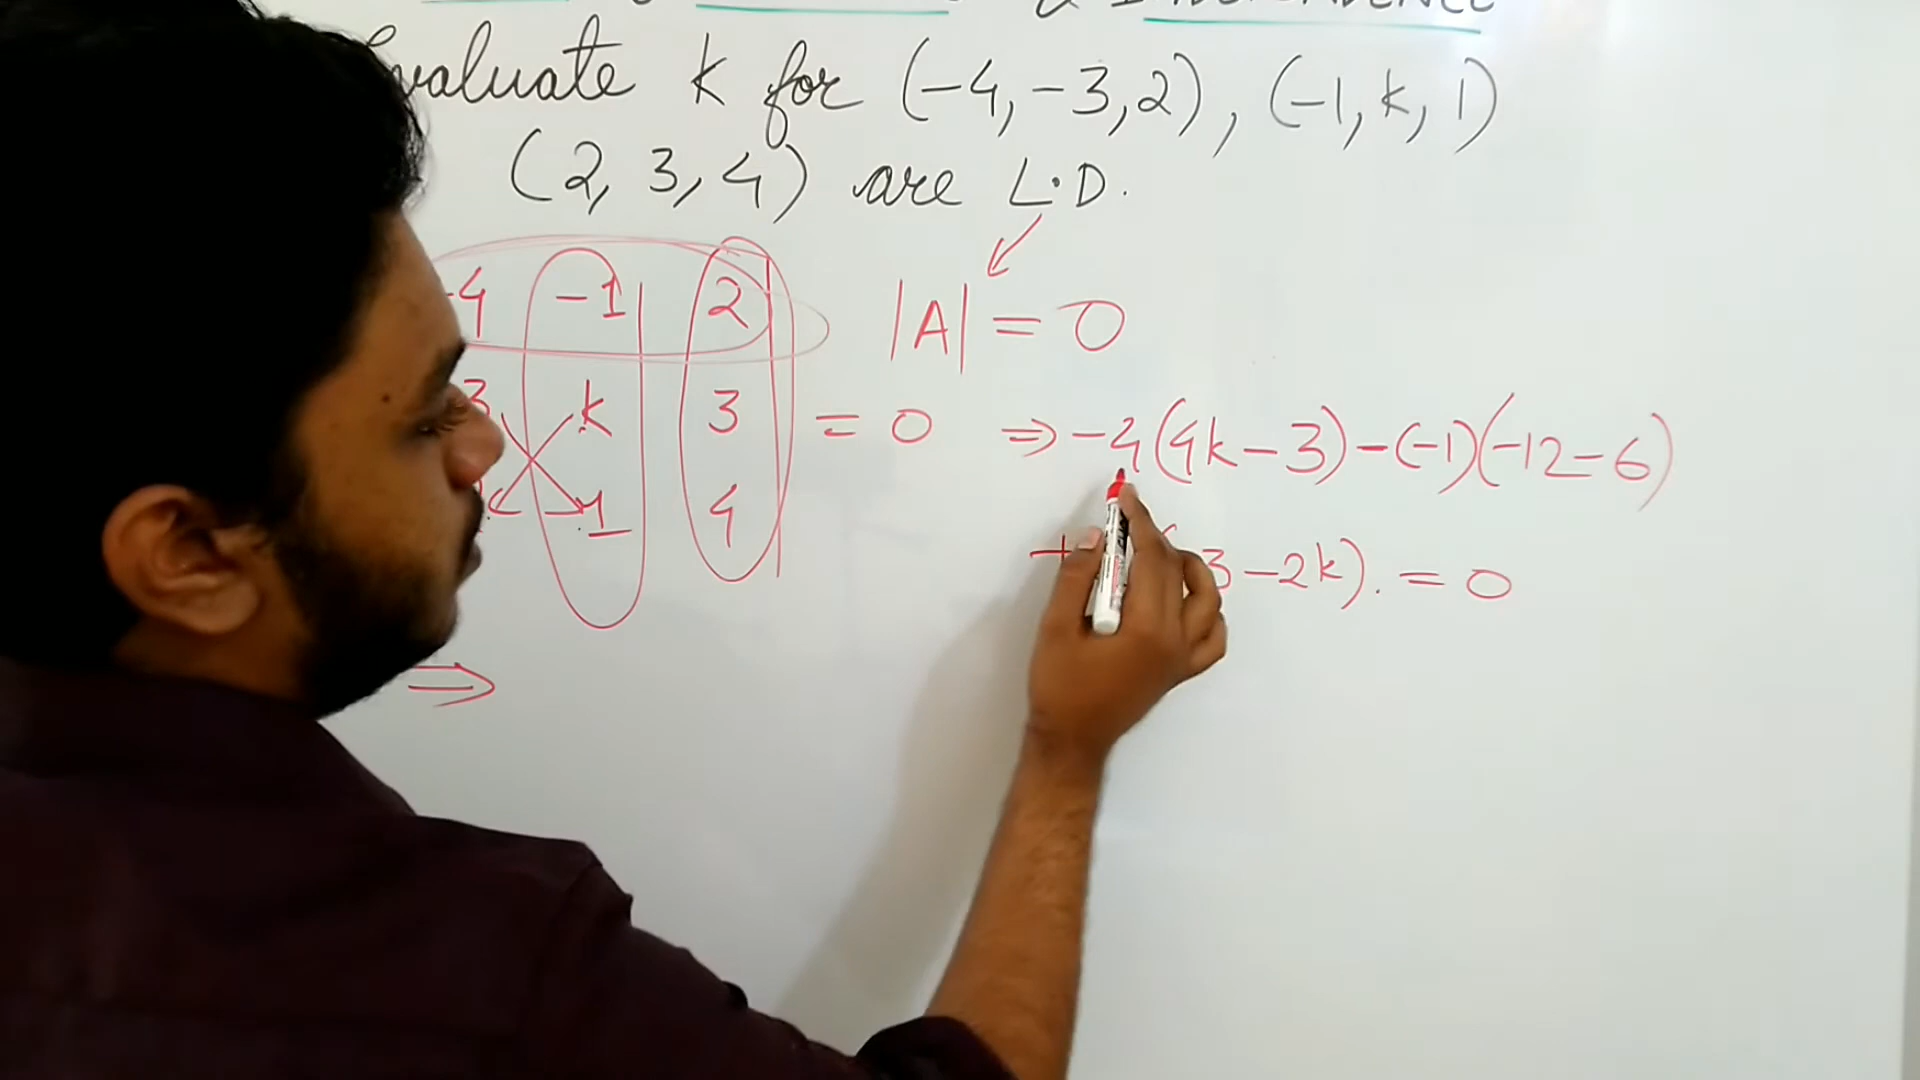 &
Evaluate k for (-4, -3, 2), (-1, k, 1)
(2, 3, 4) are L.D.
-4 -1 2 |A| = 0
3 k 3 = 0 ⇒ -4(4k-3)-(-1)(-12-6)
1 4 + 3-2k). = 0
⇒